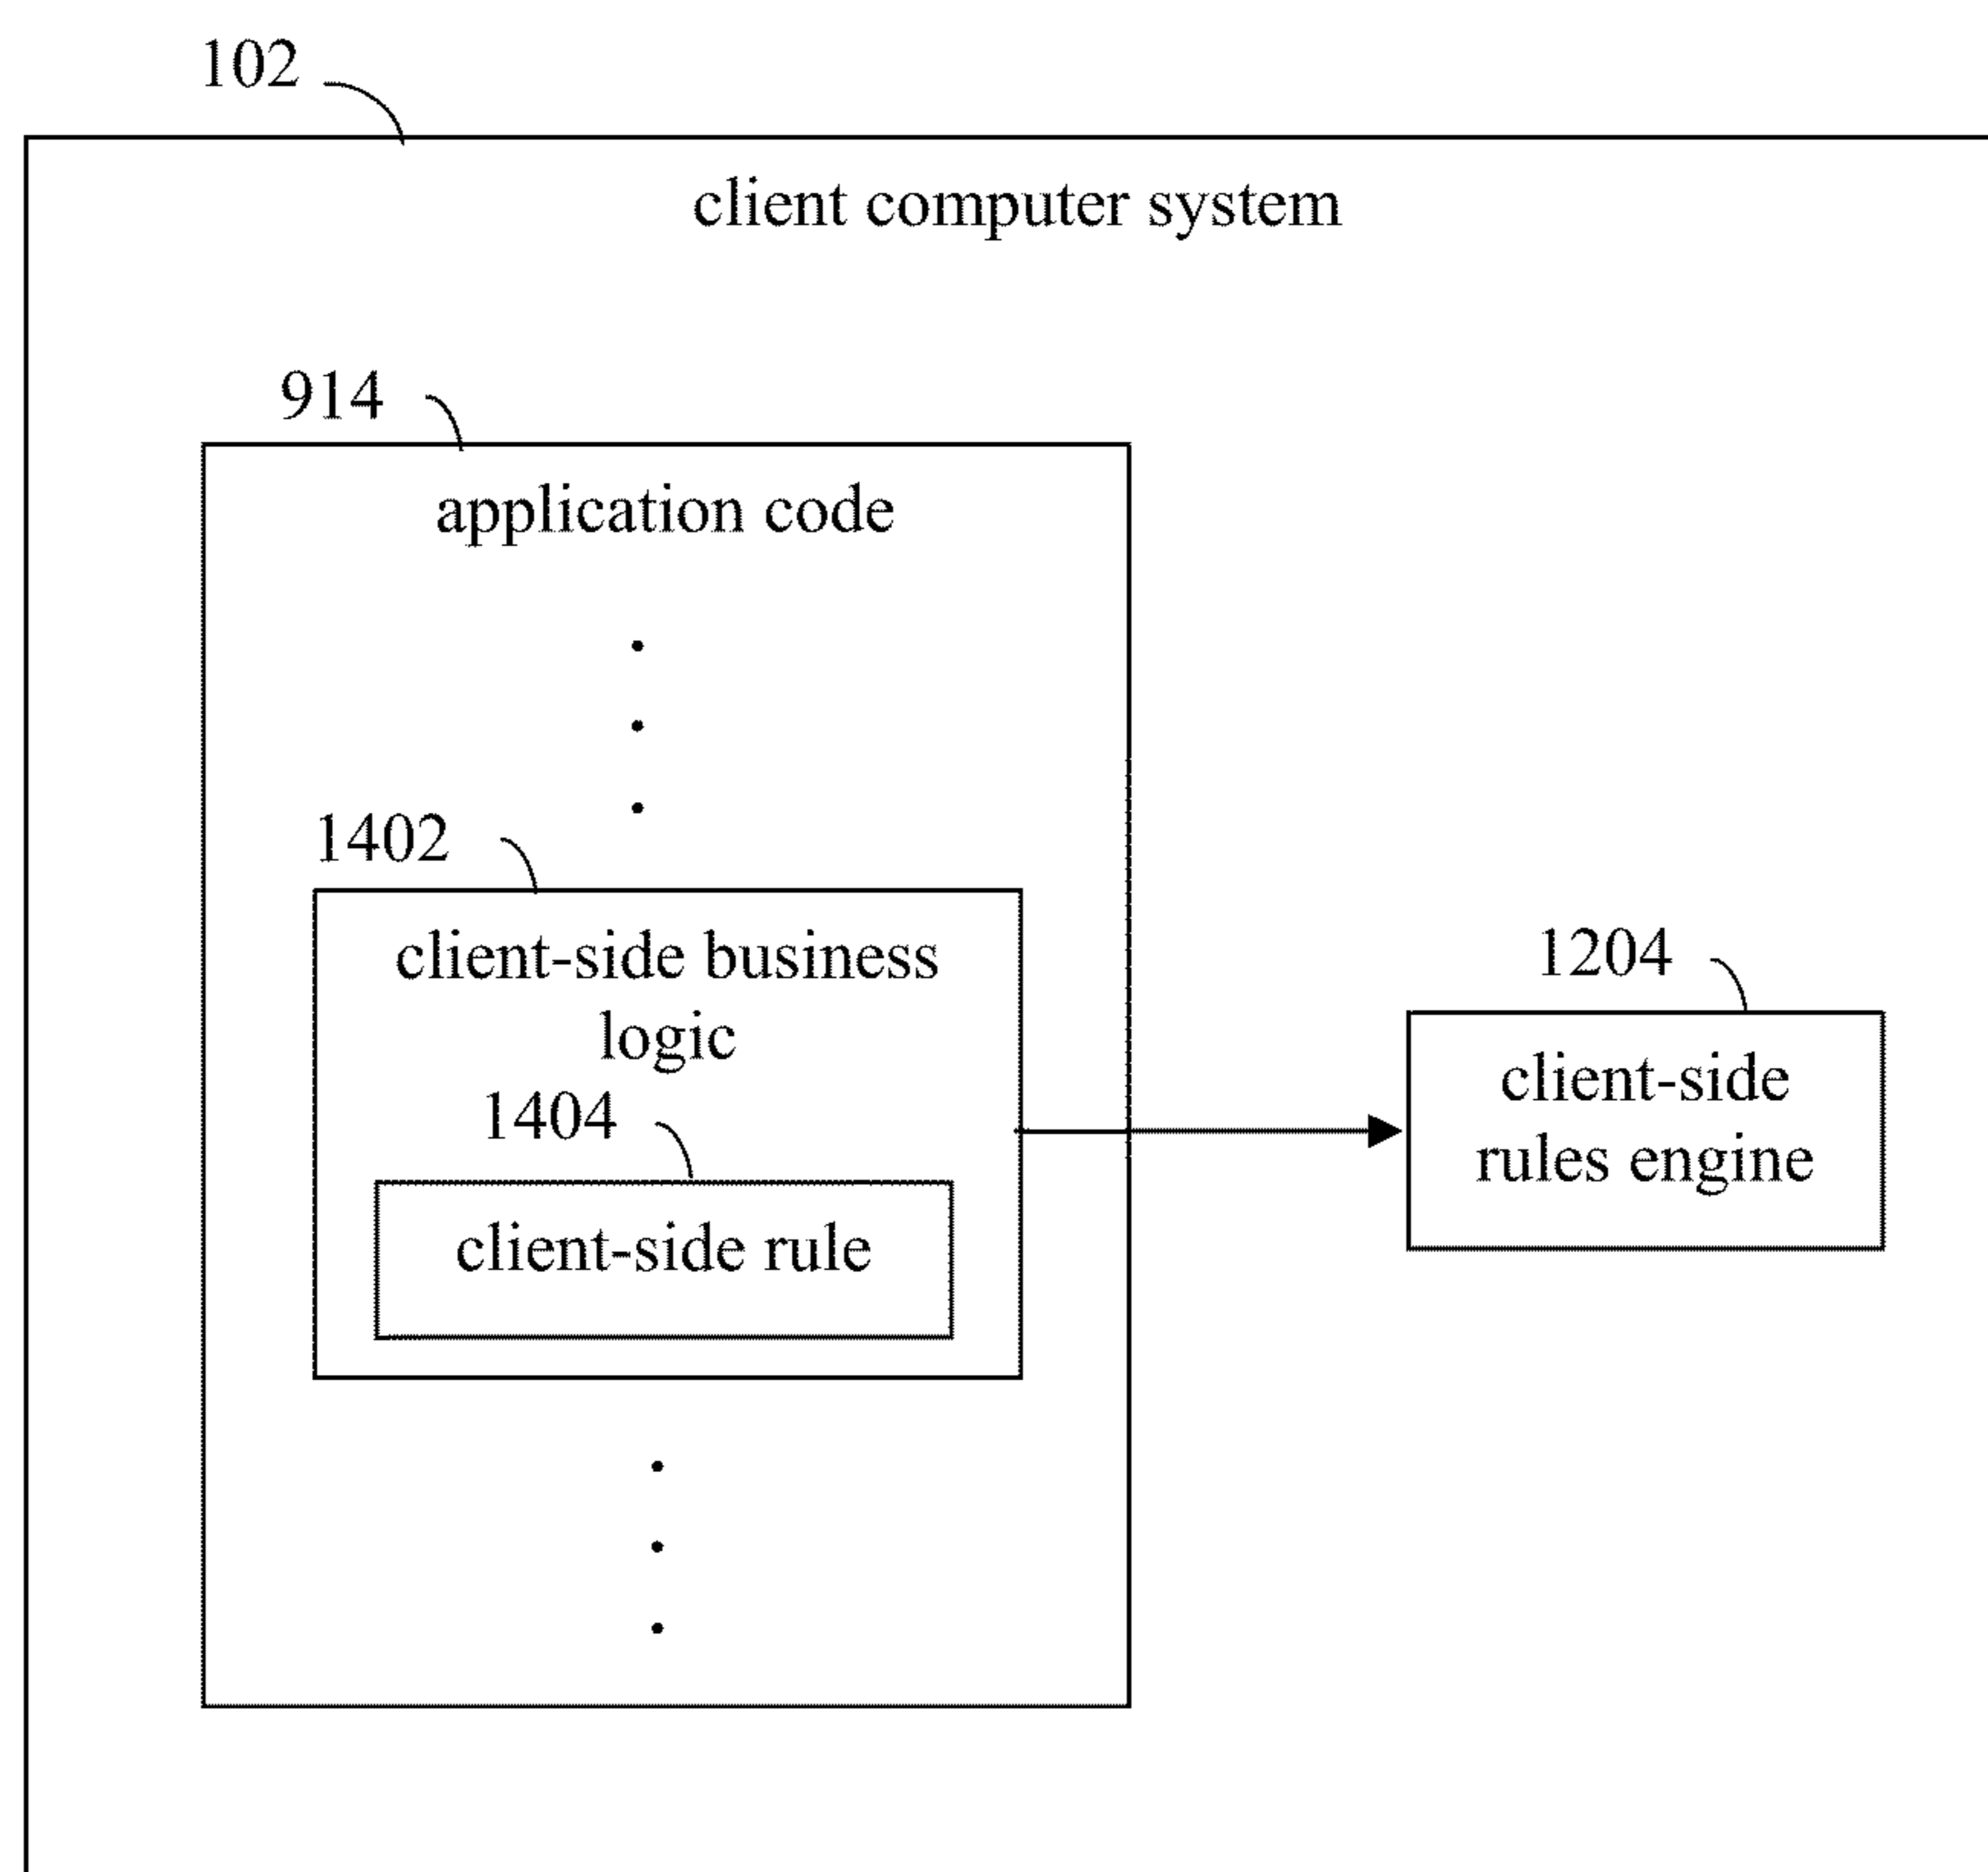 102
client computer system
914
application code
1402
client-side business
logic
1404
client-side rule
1204
client-side
rules engine